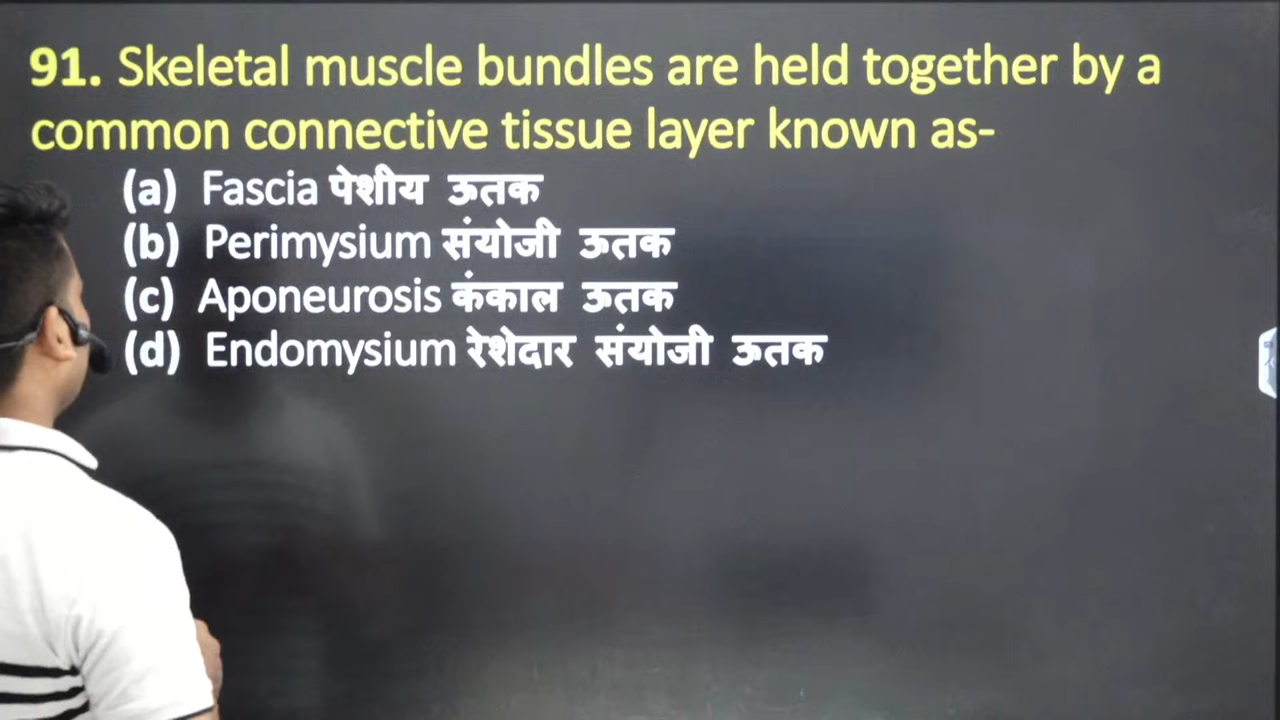 91. Skeletal muscle bundles are held together by a
common connective tissue layer known as-
(a) Fascia पेशीय ऊतक
(b) Perimysium संयोजी ऊतक
(c) Aponeurosis कंकाल ऊतक
(d) Endomysium रेशेदार संयोजी ऊतक